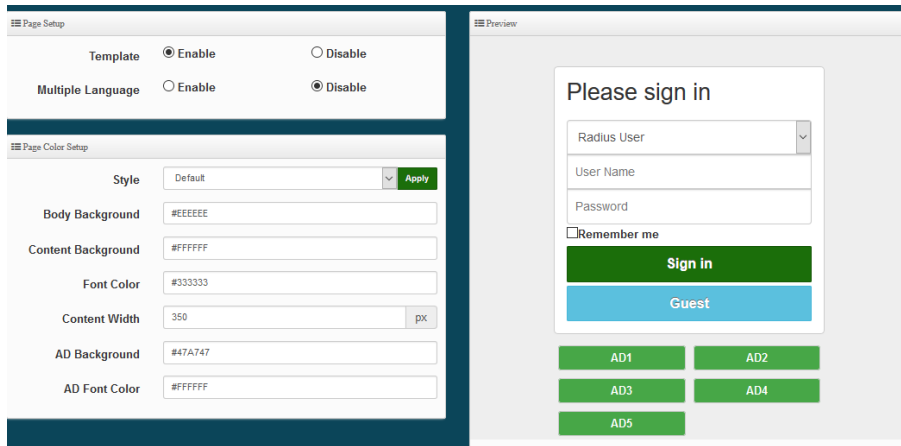 Page Setup
Template Enable Disable
Multiple Language Enable Disable
Page Color Setup
Style Default Apply
Body Background #EEEEEE
Content Background #FFFFFF
Font Color #333333
Content Width 350 px
AD Background #47A747
AD Font Color #FFFFFF
Preview
Please sign in
Radius User
User Name
Password
Remember me
Sign in
Guest
AD1 AD2
AD3 AD4
AD5